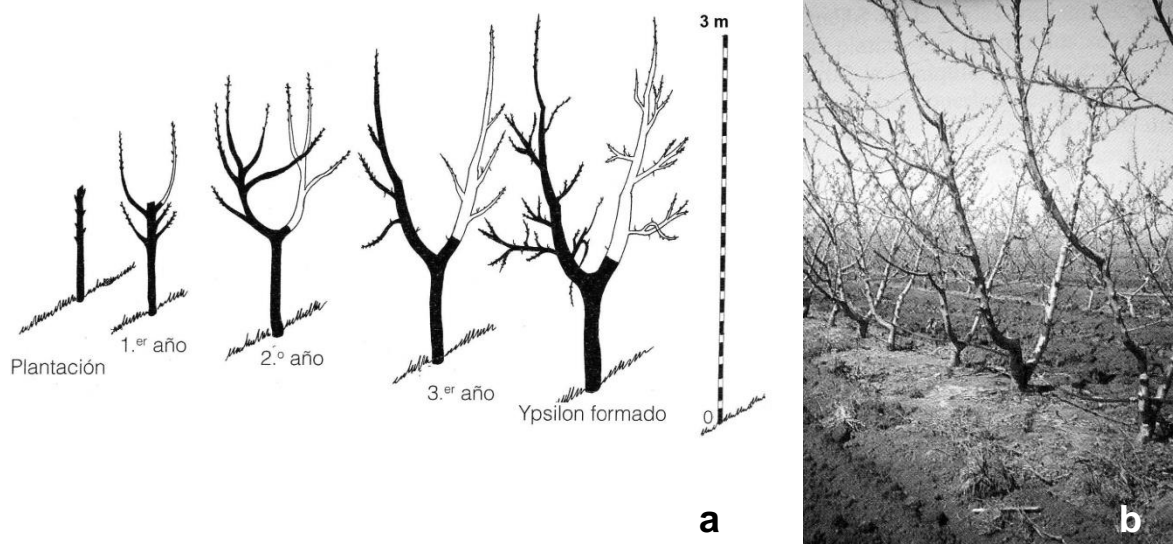 3 m
Plantación
1.er año
2.º año
3.er año
Ypsilon formado
0
a
b